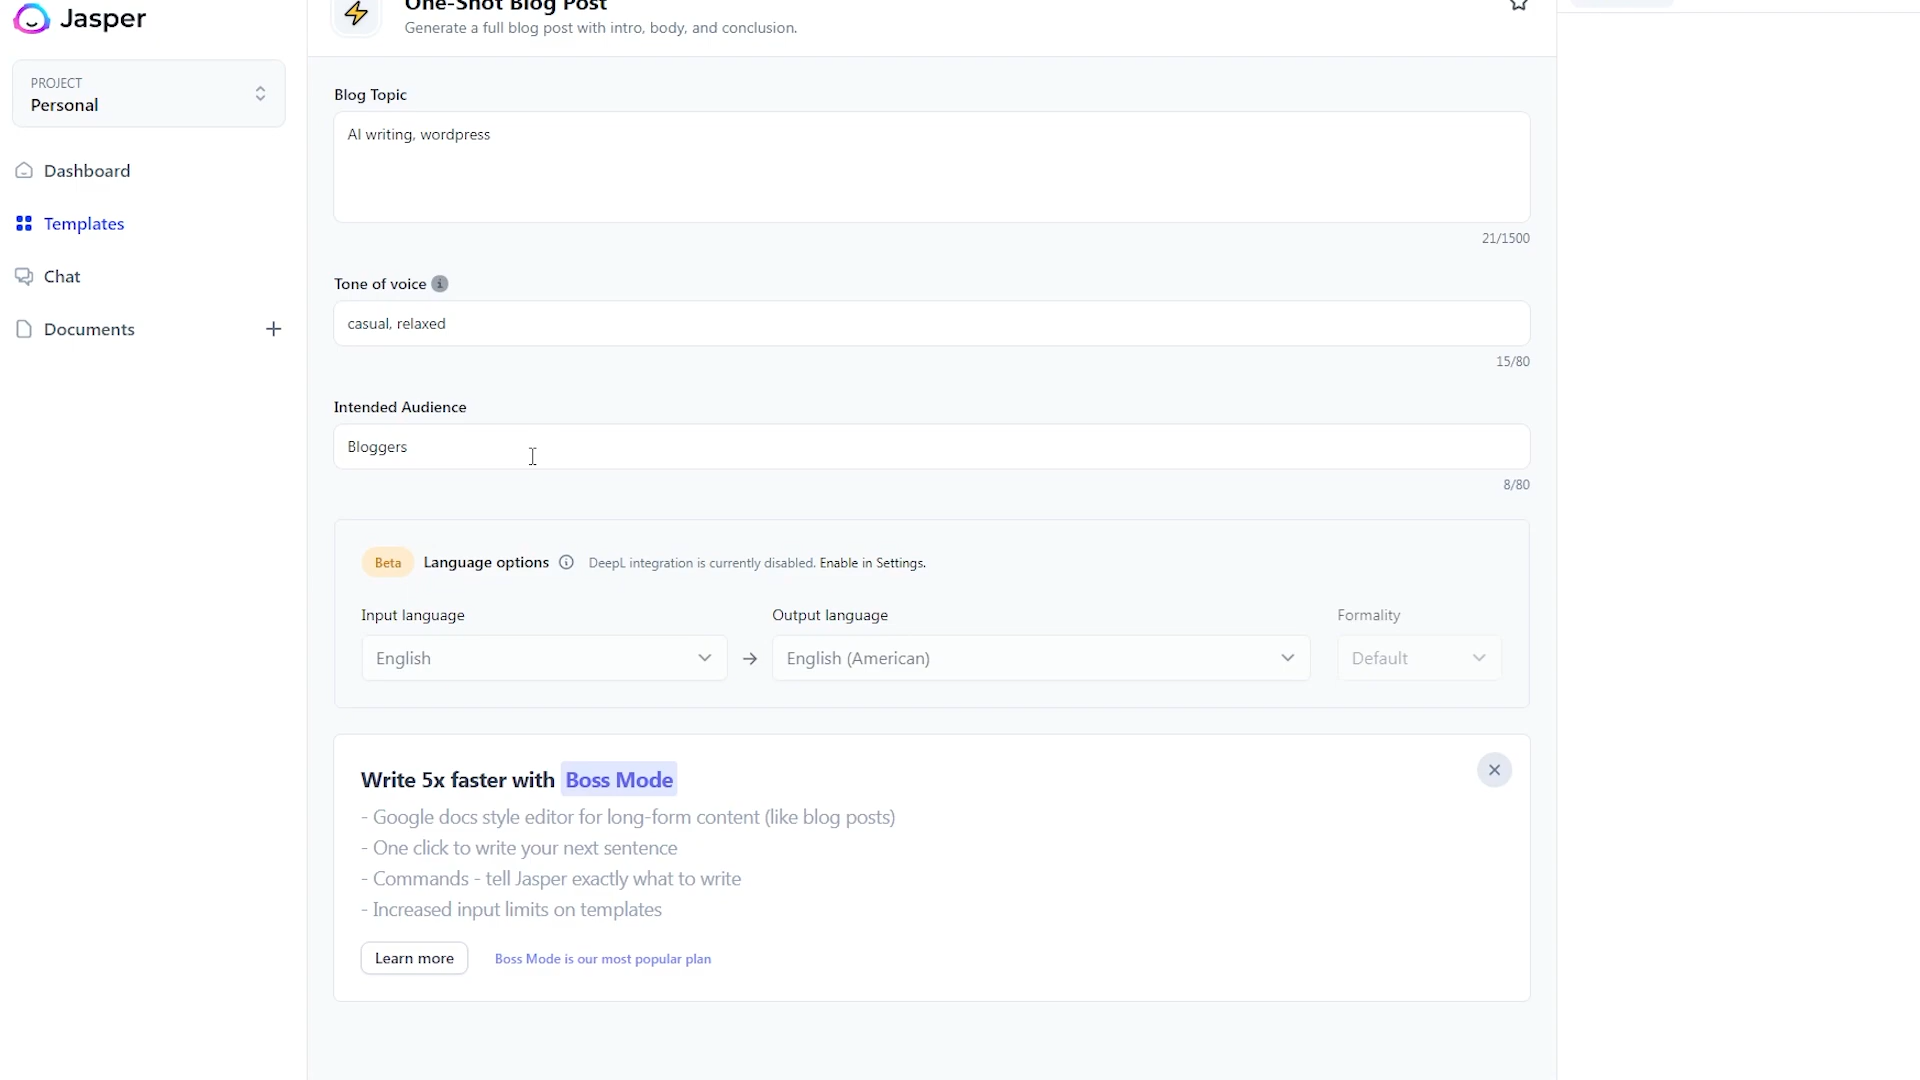 Jasper
One-Shot Blog Post
Generate a full blog post with intro, body, and conclusion.
PROJECT
Personal
Dashboard
Templates
Chat
Documents
Blog Topic
AI writing, wordpress
21/1500
Tone of voice
casual, relaxed
15/80
Intended Audience
Bloggers
8/80
Beta Language options DeepL integration is currently disabled. Enable in Settings.
Input language Output language Formality
English → English (American) Default
Write 5x faster with Boss Mode
- Google docs style editor for long-form content (like blog posts)
- One click to write your next sentence
- Commands - tell Jasper exactly what to write
- Increased input limits on templates
Learn more Boss Mode is our most popular plan